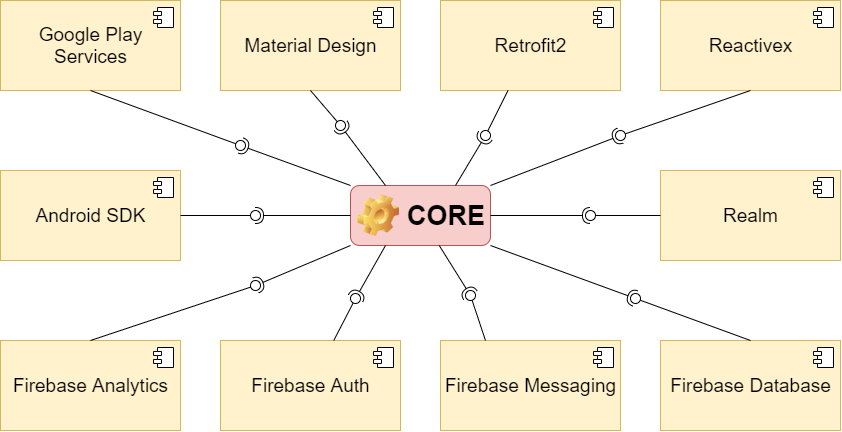 Google Play
Services
Material Design
Retrofit2
Reactivex
Android SDK
CORE
Realm
Firebase Analytics
Firebase Auth
Firebase Messaging
Firebase Database